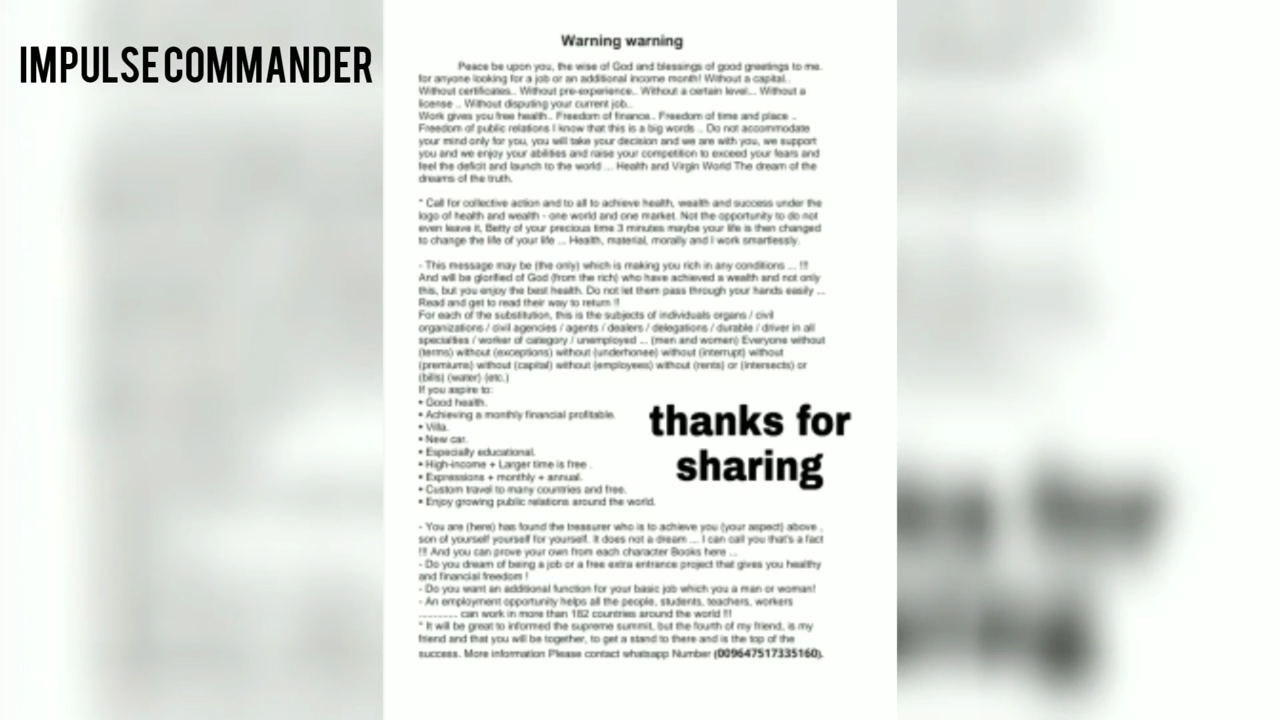 IMPULSE COMMANDER
Warning warning
Peace be upon you, the wise of God and blessings of good greetings to me.
for anyone looking for a job or an additional income month! Without a capital..
Without certificates.. Without pre-experience.. Without a certain level... Without a
license .. Without disputing your current job..
Work gives you free health.. Freedom of finance.. Freedom of time and place ..
Freedom of public relations I know that this is a big words .. Do not accommodate
your mind only for you, you will take your decision and we are with you, we support
you and we enjoy your abilities and raise your competition to exceed your fears and
feel the deficit and launch to the world ... Health and Virgin World The dream of the
dreams of the truth.
* Call for collective action and to all to achieve health, wealth and success under the
logo of health and wealth - one world and one market. Not the opportunity to do not
even leave it, Betty of your precious time 3 minutes maybe your life is then changed
to change the life of your life ... Health, material, morally and I work smartlessly.
- This message may be (the only) which is making you rich in any conditions ... !!!
And will be glorified of God (from the rich) who have achieved a wealth and not only
this, but you enjoy the best health. Do not let them pass through your hands easily ...
Read and get to read their way to return !!
For each of the substitution, this is the subjects of individuals organs / civil
organizations / civil agencies / agents / dealers / delegations / durable / driver in all
specialties / worker of category / unemployed ... (men and women) Everyone without
(terms) without (exceptions) without (underhonee) without (interrupt) without
(premiums) without (capital) without (employees) without (rents) or (intersects) or
(bills) (water) (etc.)
If you aspire to:
• Good health.
• Achieving a monthly financial profitable.
• Villa.
• New car.
• Especially educational.
• High-income + Larger time is free .
• Expressions + monthly + annual.
• Custom travel to many countries and free.
• Enjoy growing public relations around the world.
thanks for
sharing
- You are (here) has found the treasurer who is to achieve you (your aspect) above ,
son of yourself yourself for yourself. It does not a dream ... I can call you that's a fact
!!! And you can prove your own from each character Books here ...
- Do you dream of being a job or a free extra entrance project that gives you healthy
and financial freedom !
- Do you want an additional function for your basic job which you a man or woman!
- An employment opportunity helps all the people, students, teachers, workers
............. can work in more than 182 countries around the world !!!
* It will be great to informed the supreme summit, but the fourth of my friend, is my
friend and that you will be together, to get a stand to there and is the top of the
success. More information Please contact whatsapp Number (009647517335160).